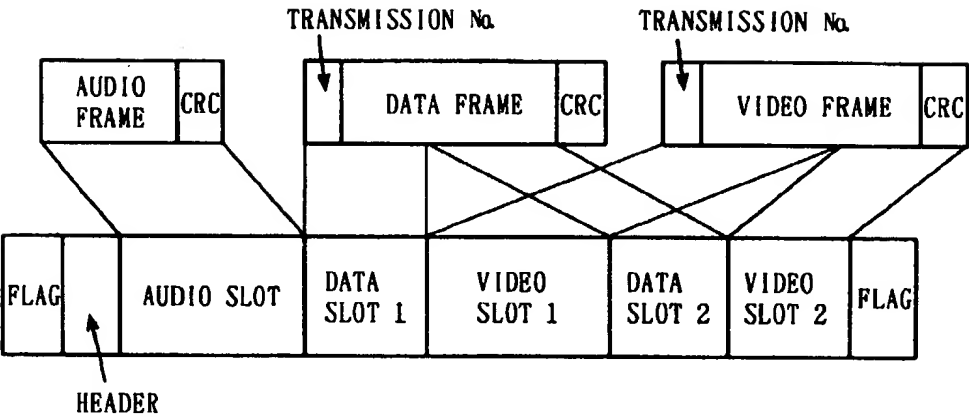 TRANSMISSION No.
TRANSMISSION No.
AUDIO
FRAME
CRC
DATA FRAME
CRC
VIDEO FRAME
CRC
FLAG
AUDIO SLOT
DATA
SLOT 1
VIDEO
SLOT 1
DATA
SLOT 2
VIDEO
SLOT 2
FLAG
HEADER